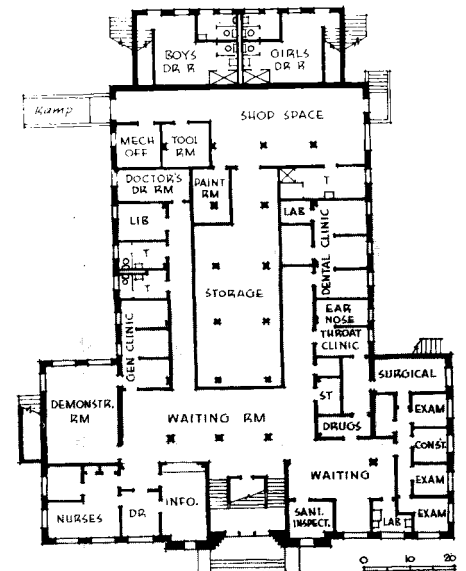 BOYS
DR R
GIRLS
DR R
Ramp
SHOP SPACE
MECH
OFF
TOOL
RM
DOCTOR'S
DR RM
PAINT
RM
T
LIB
LAB
DENTAL CLINIC
T
T
STORAGE
EAR
NOSE
THROAT
CLINIC
GEN CLINIC
SURGICAL
DEMONSTR.
RM
WAITING RM
ST
EXAM
DRUGS
CONST.
WAITING
EXAM
NURSES
DR
INFO.
SANI.
INSPECT.
LAB
EXAM
0 10 20